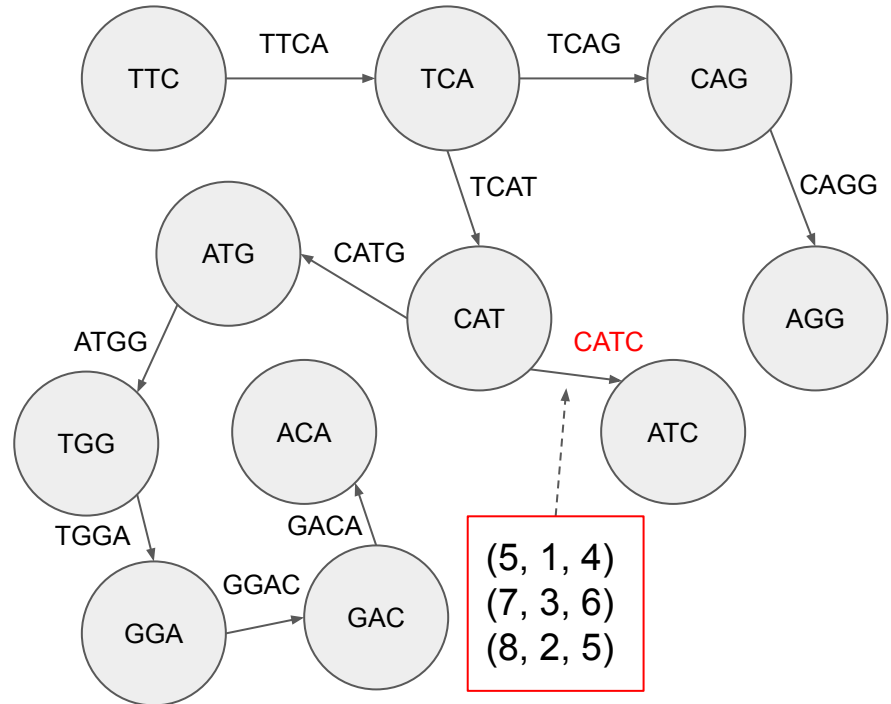 TTCA
TCAG
TTC
TCA
CAG
TCAT
CAGG
ATG
CATG
CAT
AGG
CATC
ATGG
ACA
ATC
TGG
GACA
TGGA
GGAC
(5, 1, 4)
(7, 3, 6)
(8, 2, 5)
GGA
GAC